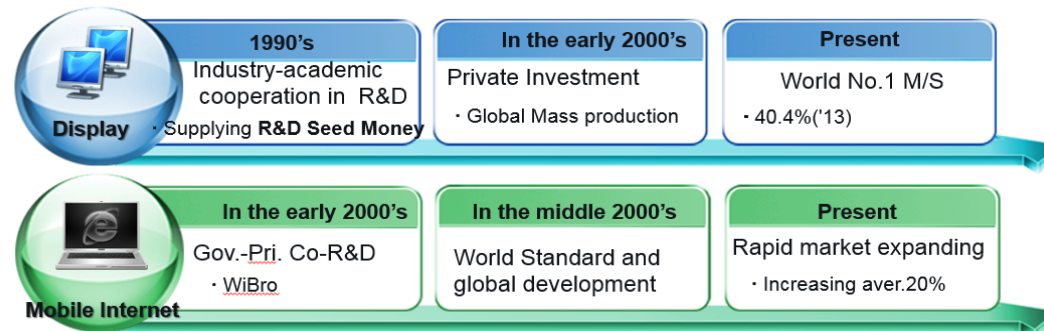 1990's
Industry-academic
cooperation in R&D
· Supplying R&D Seed Money
Display
In the early 2000's
Private Investment
· Global Mass production
Present
World No.1 M/S
· 40.4%('13)
In the early 2000's
Gov.-Pri. Co-R&D
· WiBro
Mobile Internet
In the middle 2000's
World Standard and
global development
Present
Rapid market expanding
· Increasing aver.20%